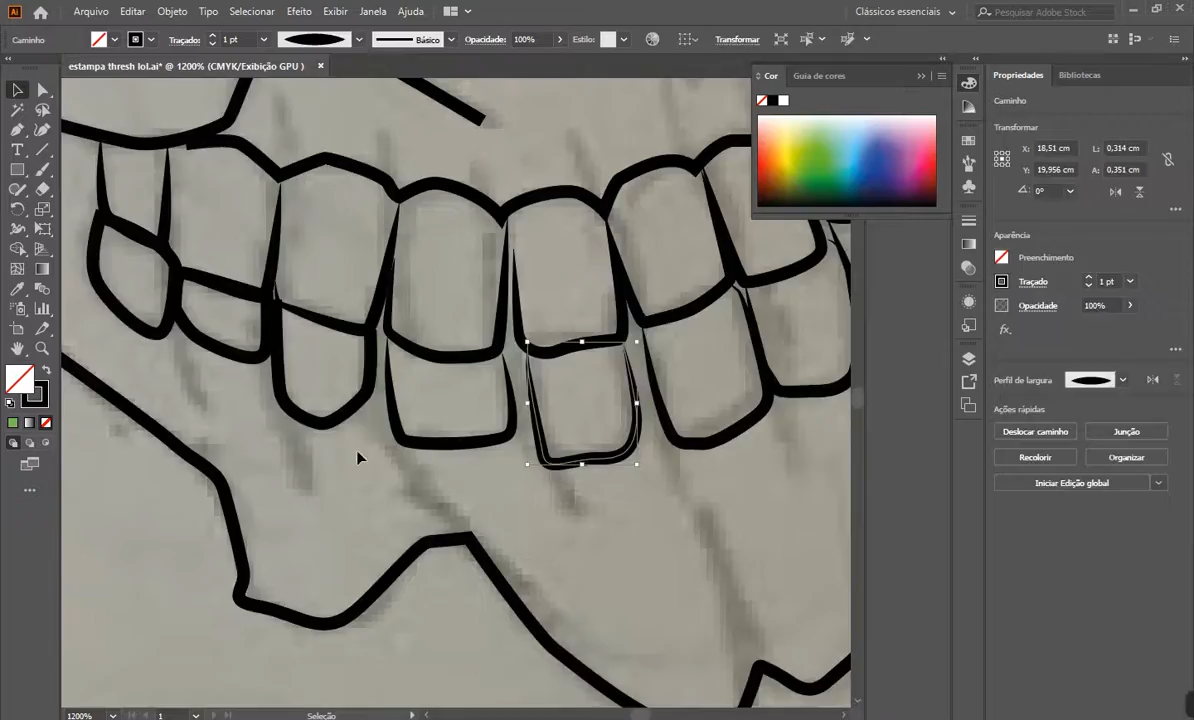 Ai Arquivo Editar Objeto Tipo Selecionar Efeito Exibir Janela Ajuda Clássicos essenciais Pesquisar Adobe Stock
Caminho Traçado: 1 pt Básico Opacidade: 100% Estilo: Transformar
estampa thresh lol.ai* @ 1200% (CMYK/Exibição GPU )
Cor Guia de cores
Propriedades Bibliotecas
Caminho
Transformar
X: 18,51 cm L: 0,314 cm
Y: 19,956 cm A: 0,351 cm
0°
Aparência
Preenchimento
Traçado 1 pt
Opacidade 100%
fx.
Perfil de largura
Ações rápidas
Deslocar caminho Junção
Recolorir Organizar
Iniciar Edição global
1200% 1 Seleção